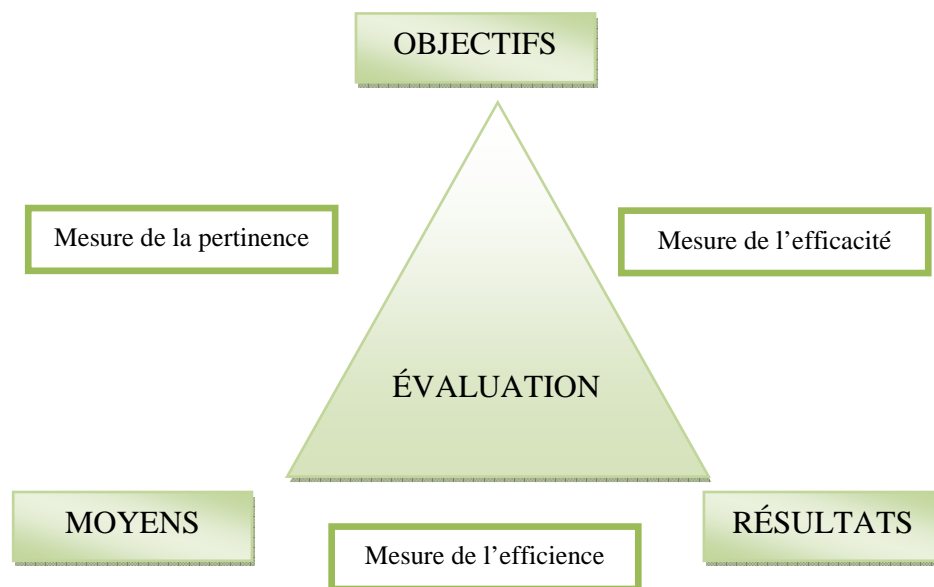 OBJECTIFS
Mesure de la pertinence
Mesure de l’efficacité
ÉVALUATION
MOYENS
RÉSULTATS
Mesure de l’efficience